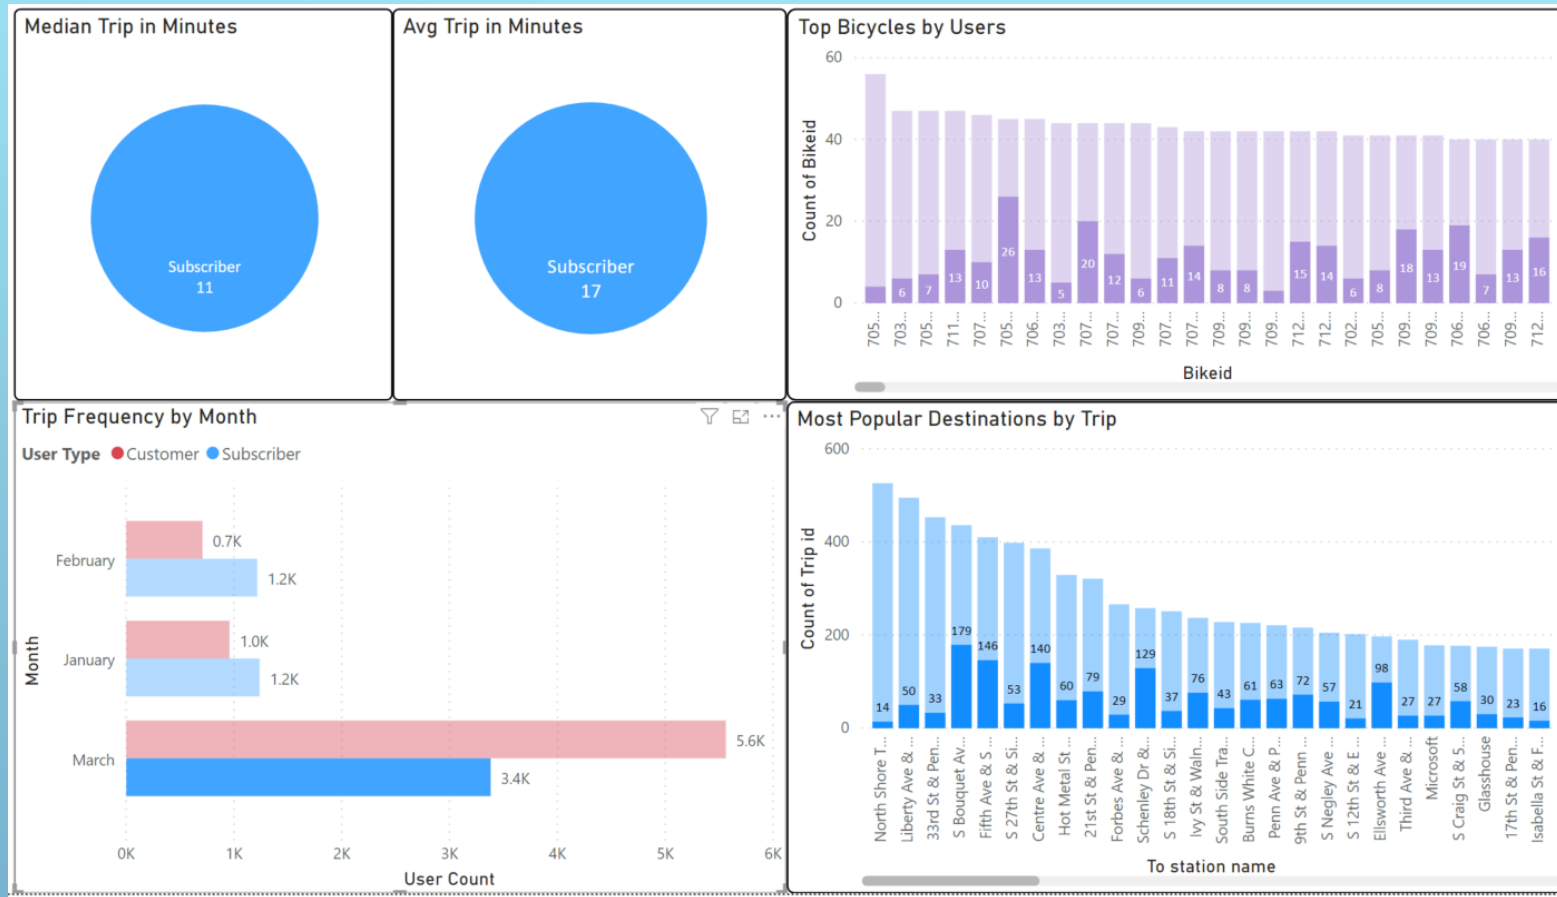 Median Trip in Minutes
Subscriber
11
Avg Trip in Minutes
Subscriber
17
Top Bicycles by Users
Count of Bikeid
60
40
20
0
6 7 13 10 26 13 5 20 12 6 11 14 8 8 15 14 6 8 18 13 19 7 13 16
705... 703... 705... 711... 707... 705... 706... 703... 707... 707... 709... 707... 707... 709... 709... 709... 712... 712... 702... 705... 709... 709... 706... 706... 709... 712...
Bikeid
Trip Frequency by Month
User Type Customer Subscriber
Month
February
0.7K
1.2K
January
1.0K
1.2K
March
5.6K
3.4K
0K 1K 2K 3K 4K 5K 6K
User Count
Most Popular Destinations by Trip
Count of Trip id
600
400
200
0
14 50 33 179 146 53 140 60 79 29 129 37 76 43 61 63 72 57 21 98 27 27 58 30 23 16
North Shore T...
Liberty Ave & ...
33rd St & Pen...
S Bouquet Av...
Fifth Ave & S ...
S 27th St & Si...
Centre Ave & ...
Hot Metal St ...
21st St & Pen...
Forbes Ave & ...
Schenley Dr &...
S 18th St & Si...
Ivy St & Waln...
South Side Tra...
Burns White C...
Penn Ave & P...
9th St & Penn ...
S Negley Ave ...
S 12th St & E ...
Ellsworth Ave ...
Third Ave & ...
Microsoft
S Craig St & 5...
Glasshouse
17th St & Pen...
Isabella St & F...
To station name